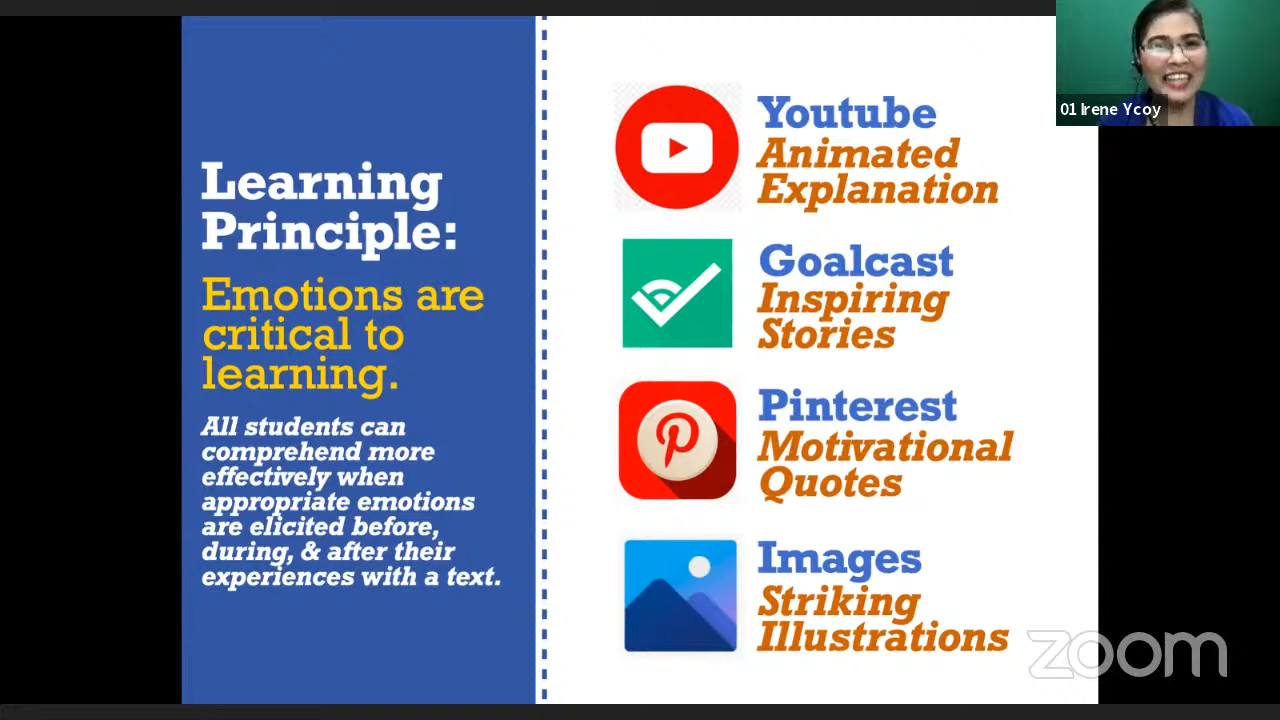 Learning
Principle:
Emotions are
critical to
learning.
All students can
comprehend more
effectively when
appropriate emotions
are elicited before,
during, & after their
experiences with a text.
Youtube
Animated
Explanation
Goalcast
Inspiring
Stories
Pinterest
Motivational
Quotes
Images
Striking
Illustrations
01 Irene Ycoy
zoom